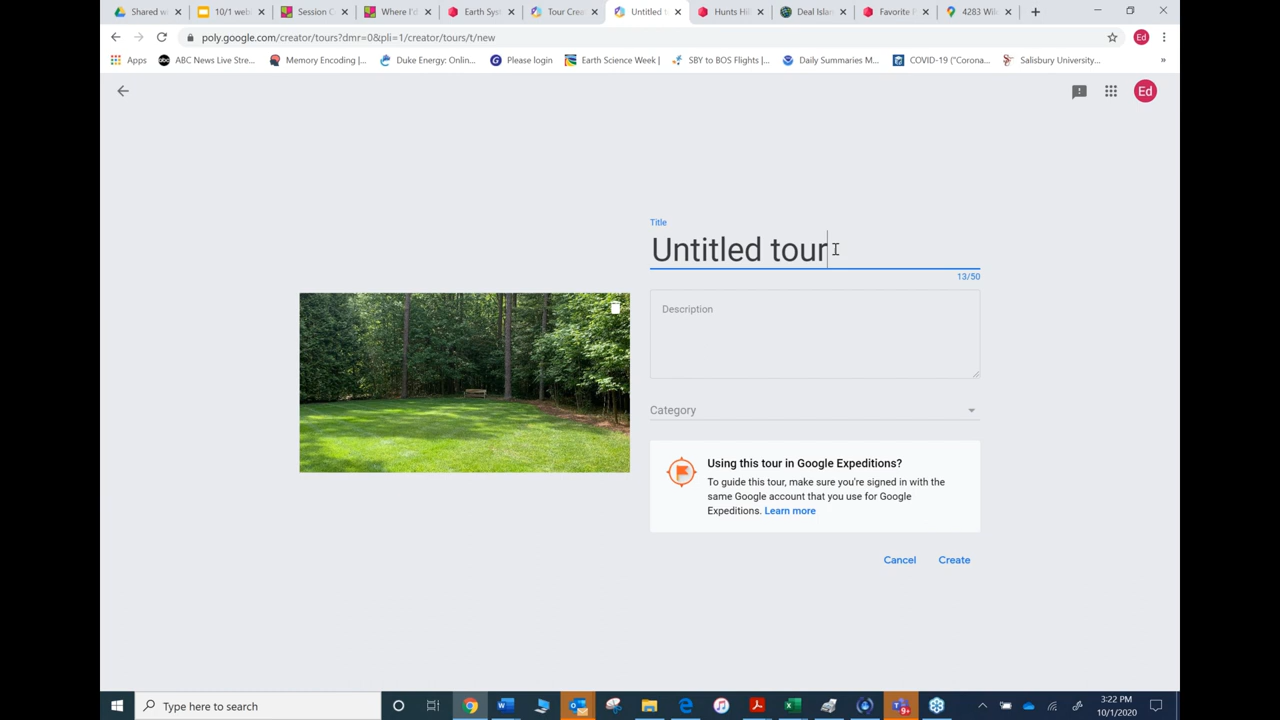 Shared w
10/1 web
Session C
Where I'd
Earth Sys
Tour Crea
Untitled t
Hunts Hi
Deal Islan
Favorite F
4283 Wil
poly.google.com/creator/tours?dmr=0&pli=1/creator/tours/t/new
Ed
Apps
abc
ABC News Live Stre...
Memory Encoding |...
Duke Energy: Onlin...
Please login
Earth Science Week |
SBY to BOS Flights |...
Daily Summaries M...
COVID-19 ("Corona...
Salisbury University...
»
Ed
Title
Untitled tour
13/50
Description
Category
Using this tour in Google Expeditions?
To guide this tour, make sure you're signed in with the
same Google account that you use for Google
Expeditions. Learn more
Cancel
Create
Type here to search
9+
3:22 PM
10/1/2020